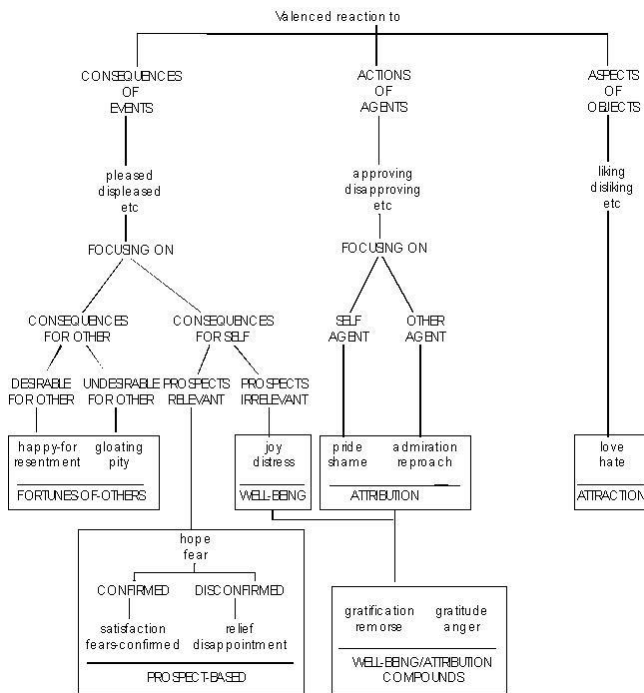 Valenced reaction to
CONSEQUENCES
OF
EVENTS
ACTIONS
OF
AGENTS
ASPECTS
OF
OBJECTS
pleased
displeased
etc
approving
disapproving
etc
liking
disliking
etc
FOCUSING ON
FOCUSING ON
CONSEQUENCES
FOR OTHER
CONSEQUENCES
FOR SELF
SELF
AGENT
OTHER
AGENT
DESIRABLE
FOR OTHER
UNDESIRABLE
FOR OTHER
PROSPECTS
RELEVANT
PROSPECTS
IRRELEVANT
happy-for
resentment
gloating
pity
FORTUNES-OF-OTHERS
joy
distress
WELL-BEING
pride
shame
admiration
reproach
ATTRIBUTION
love
hate
ATTRACTION
hope
fear
CONFIRMED
DISCONFIRMED
satisfaction
fears-confirmed
relief
disappointment
PROSPECT-BASED
gratification
remorse
gratitude
anger
WELL-BEING/ATTRIBUTION
COMPOUNDS